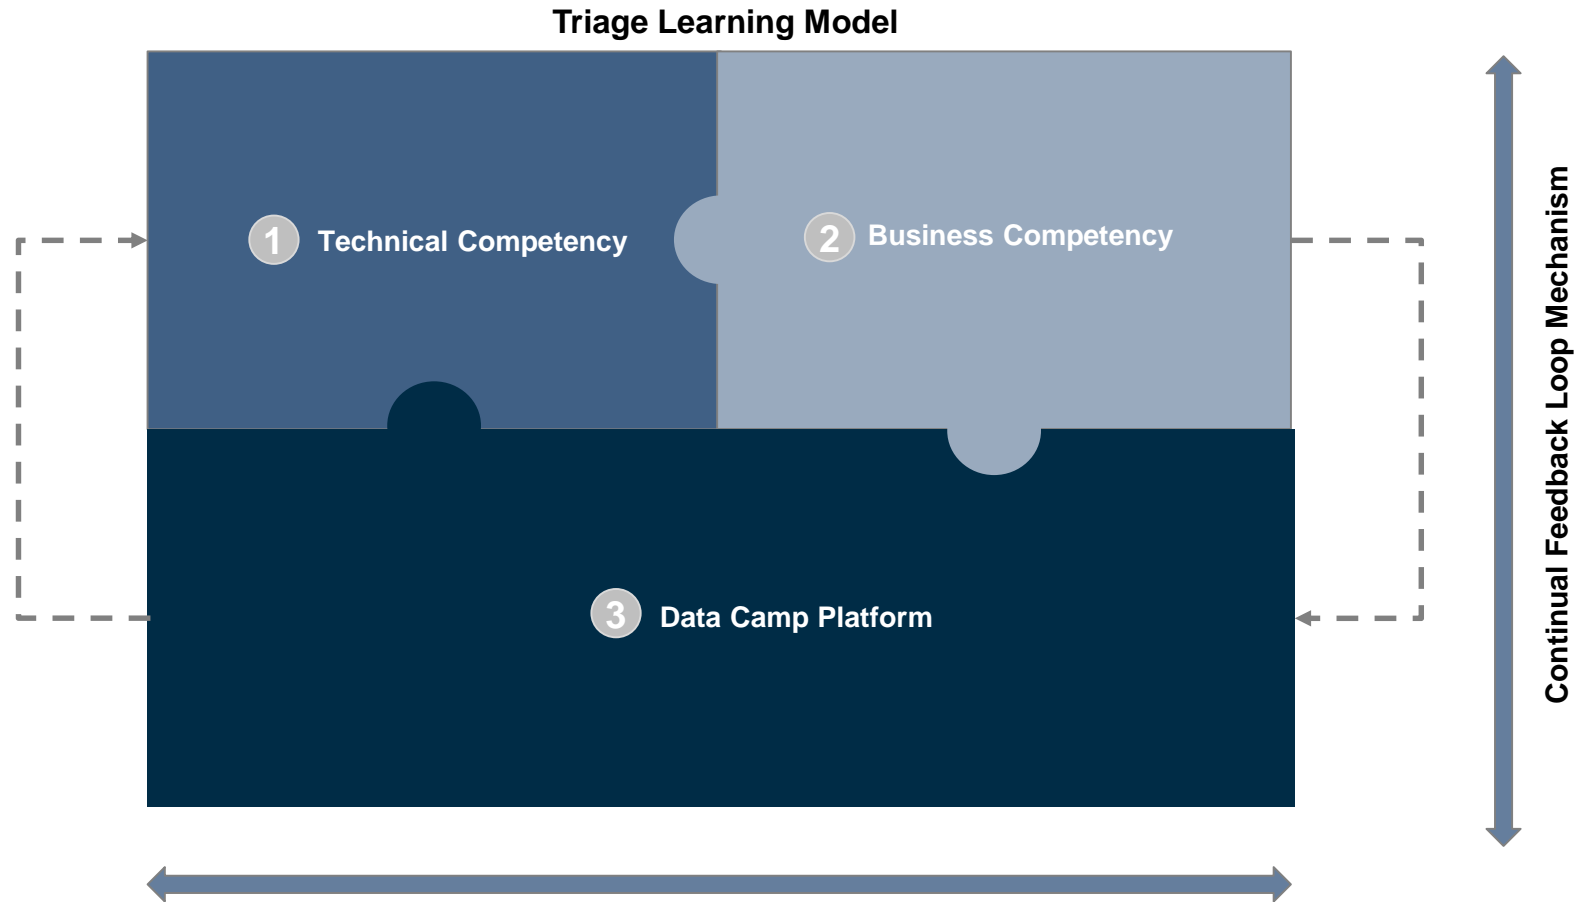 Triage Learning Model
1 Technical Competency
2 Business Competency
3 Data Camp Platform
Continual Feedback Loop Mechanism